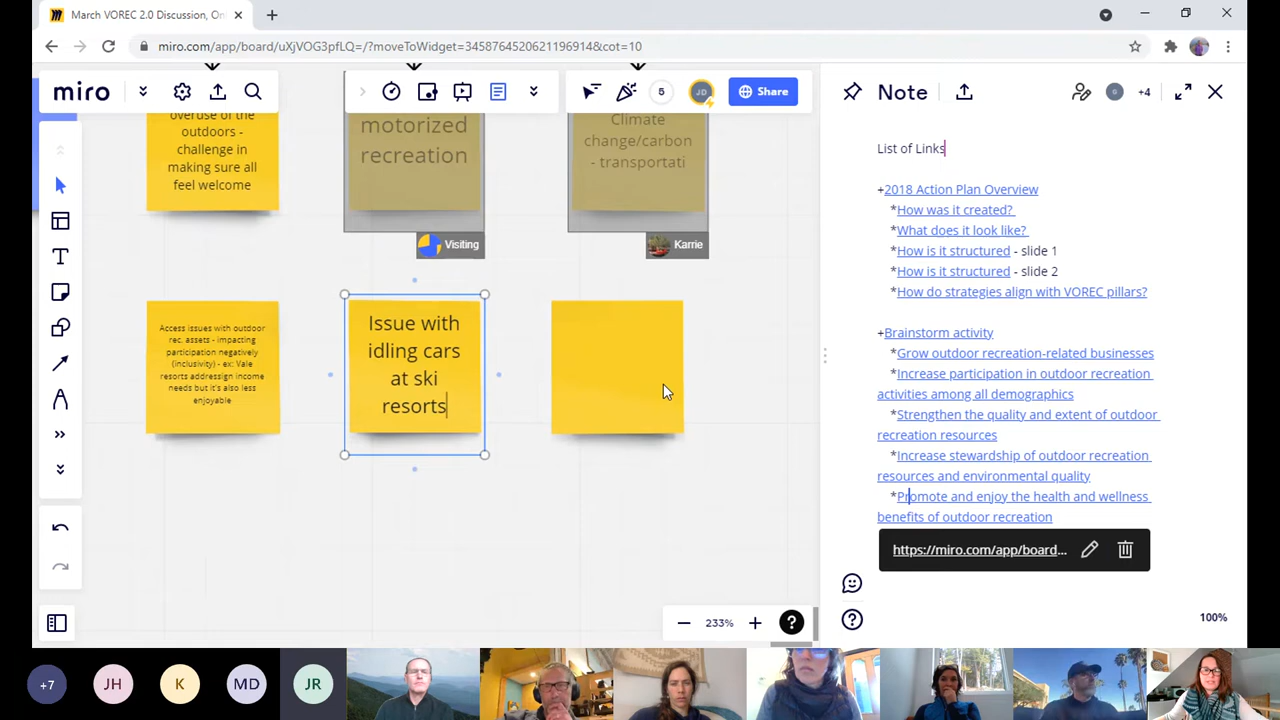 March VOREC 2.0 Discussion, On
miro.com/app/board/uXjVOG3pfLQ=/?moveToWidget=3458764520621196914&cot=10
miro
5
JD
Share
overuse of the
outdoors -
challenge in
making sure all
feel welcome
motorized
recreation
Climate
change/carbon
- transportati
Visiting
Karrie
Access issues with outdoor
rec. assets - impacting
participation negatively
(inclusivity) - ex: Vale
resorts addressign income
needs but it's also less
enjoyable
Issue with
idling cars
at ski
resorts
233%
?
Note
+4
List of Links
+2018 Action Plan Overview
*How was it created?
*What does it look like?
*How is it structured - slide 1
*How is it structured - slide 2
*How do strategies align with VOREC pillars?
+Brainstorm activity
*Grow outdoor recreation-related businesses
*Increase participation in outdoor recreation
activities among all demographics
*Strengthen the quality and extent of outdoor
recreation resources
*Increase stewardship of outdoor recreation
resources and environmental quality
*Promote and enjoy the health and wellness
benefits of outdoor recreation
https://miro.com/app/board...
100%
+7
JH
K
MD
JR